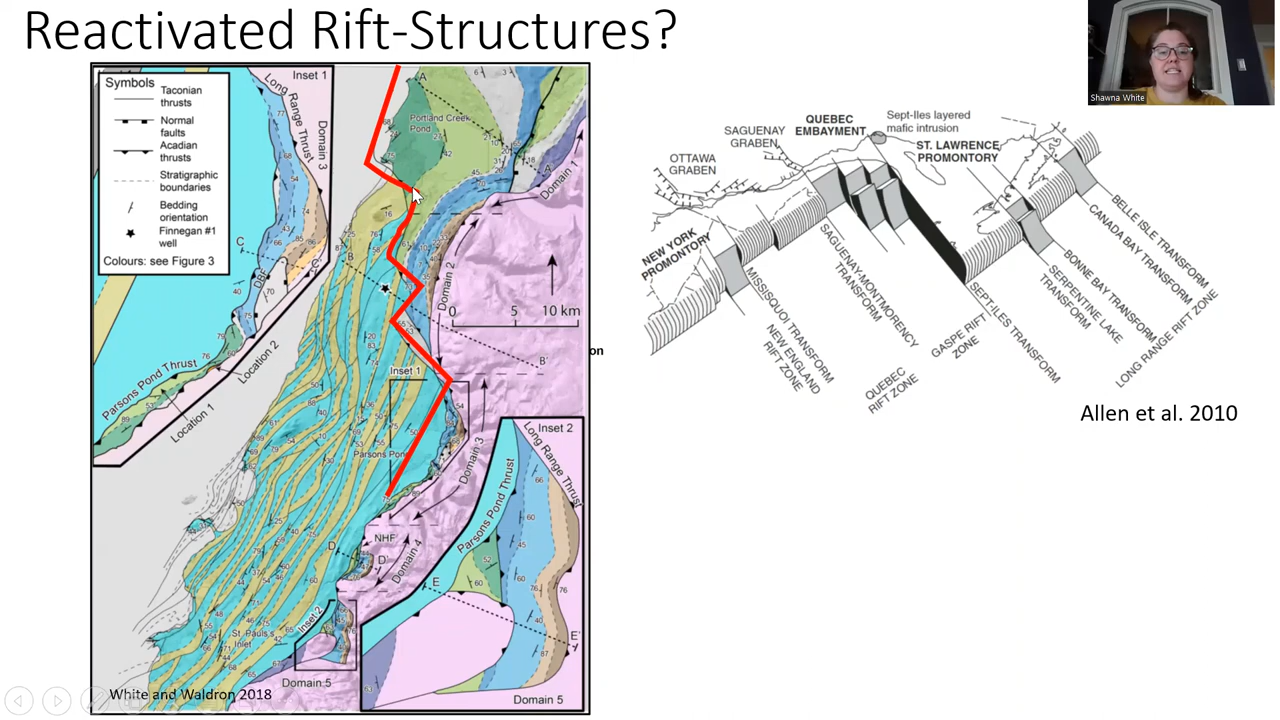 Reactivated Rift-Structures?
Shawna White
Symbols
Taconian
thrusts
Normal
faults
Acadian
thrusts
Stratigraphic
boundaries
Bedding
orientation
Finnegan #1
well
Colours: see Figure 3
Inset 1
Long Range Thrust
Domain 3
C
C'
DBF
Parsons Pond Thrust
Location 1
Location 2
A
Portland Creek
Pond
A'
Domain 1
B
Domain 2
0 5 10 km
B'
on
Inset 1
Parsons Pond
Domain 3
NHF
D
D'
Domain 4
St. Paul's
Inlet
Inset 2
Domain 5
Inset 2
Long Range Thrust
Parsons Pond Thrust
E
E'
Domain 5
White and Waldron 2018
QUEBEC
EMBAYMENT
Sept-Iles layered
mafic intrusion
SAGUENAY
GRABEN
ST. LAWRENCE
PROMONTORY
OTTAWA
GRABEN
NEW YORK
PROMONTORY
BELLE ISLE TRANSFORM
CANADA BAY TRANSFORM
LONG RANGE RIFT ZONE
BONNE BAY TRANSFORM
SERPENTINE LAKE
TRANSFORM
SEPT-ILES TRANSFORM
GASPE RIFT
ZONE
SAGUENAY-MONTMORENCY
TRANSFORM
QUEBEC
RIFT ZONE
MISSISQUOI TRANSFORM
NEW ENGLAND
RIFT ZONE
Allen et al. 2010